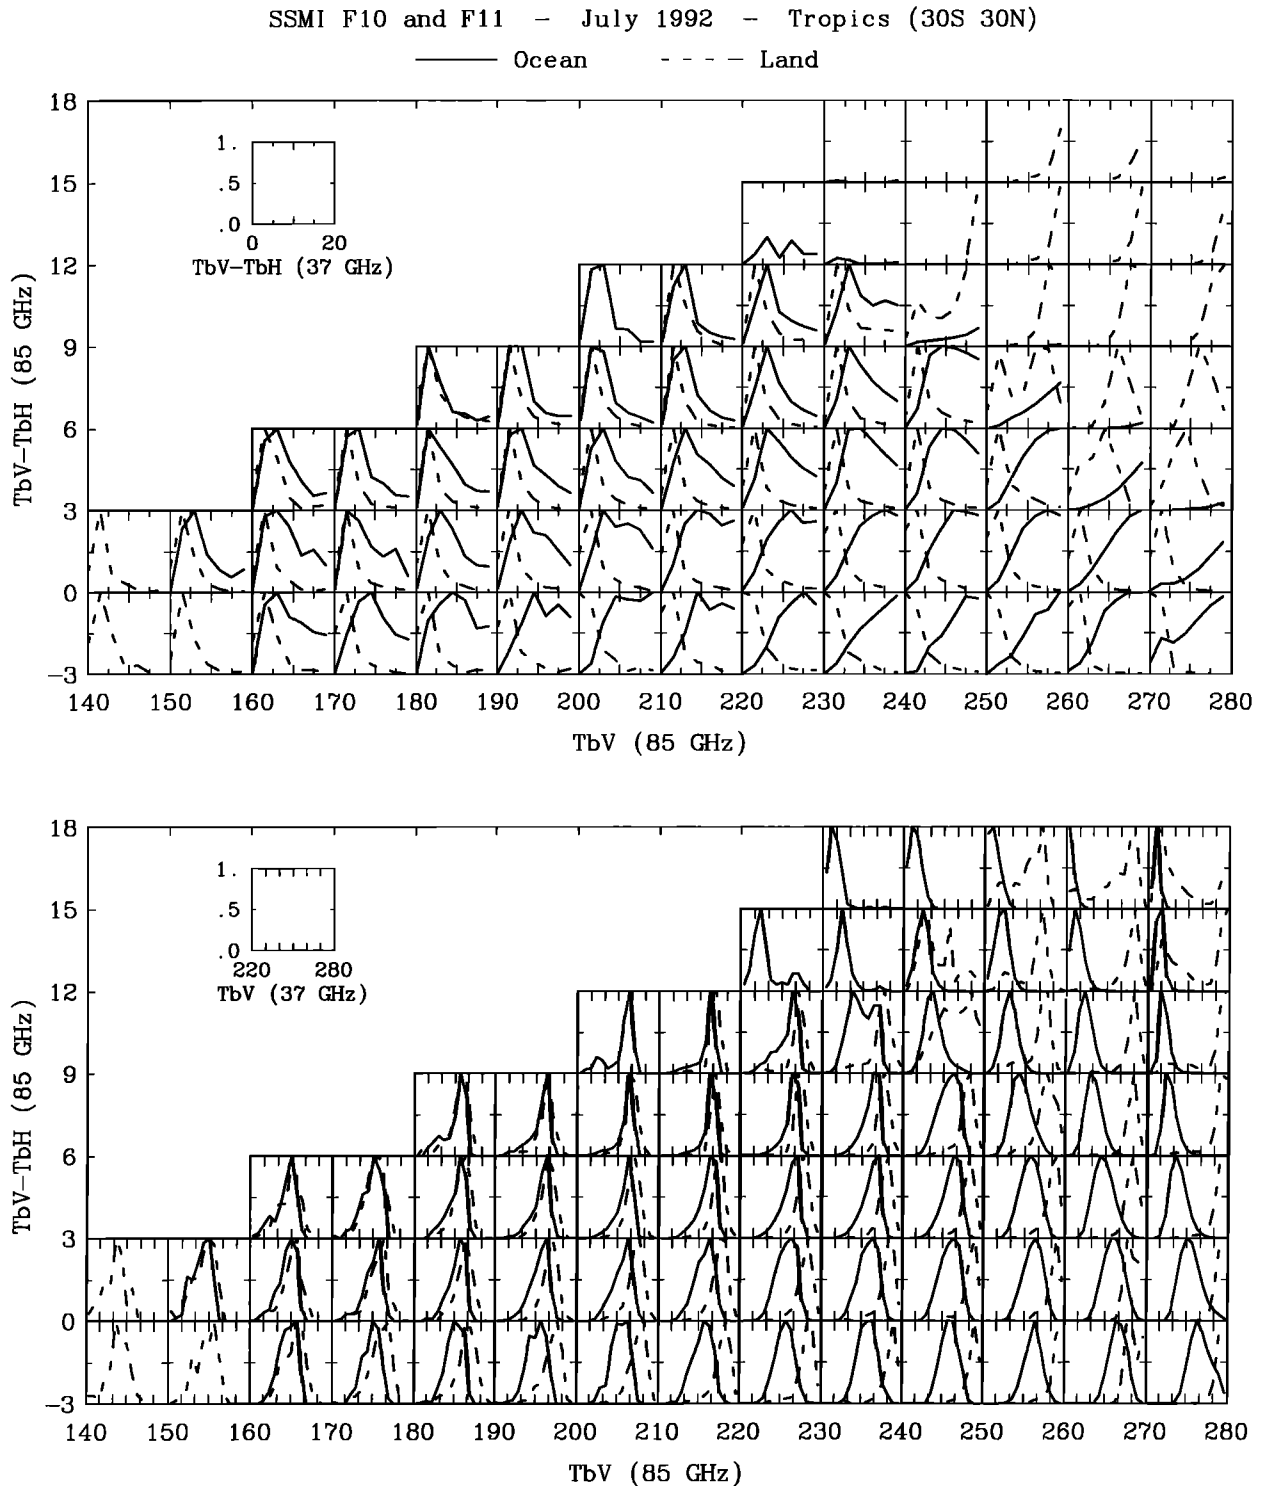 SSMI F10 and F11 — July 1992 — Tropics (30S 30N)
Ocean Land
18
15
12
9
6
3
0
-3
TbV-TbH (85 GHz)
1.
.5
.0
0 20
TbV-TbH (37 GHz)
140 150 160 170 180 190 200 210 220 230 240 250 260 270 280
TbV (85 GHz)
18
15
12
9
6
3
0
-3
TbV-TbH (85 GHz)
1.
.5
.0
220 280
TbV (37 GHz)
140 150 160 170 180 190 200 210 220 230 240 250 260 270 280
TbV (85 GHz)